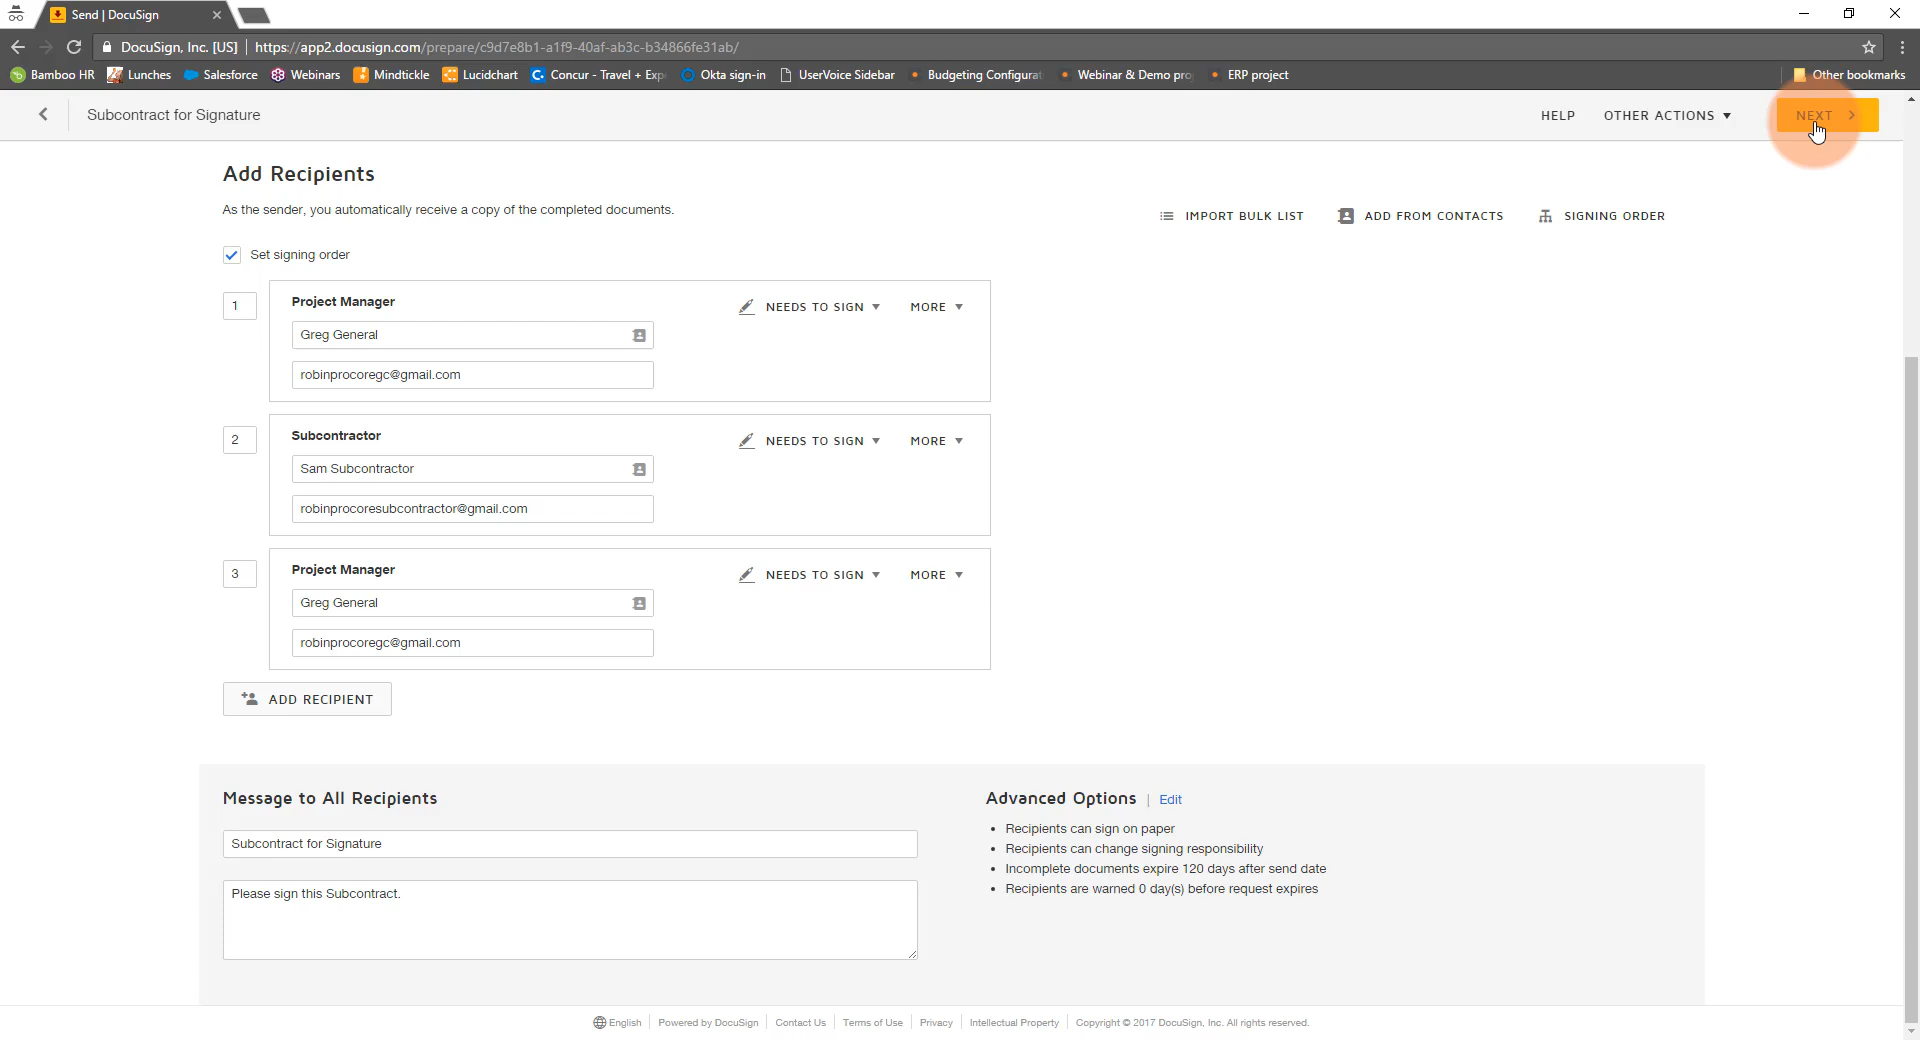 Send | DocuSign
DocuSign, Inc. [US] | https://app2.docusign.com/prepare/c9d7e8b1-a1f9-40af-ab3c-b34866fe31ab/
Bamboo HR Lunches Salesforce Webinars Mindtickle Lucidchart Concur - Travel + Exp Okta sign-in UserVoice Sidebar Budgeting Configurat Webinar & Demo pro ERP project Other bookmarks
Subcontract for Signature HELP OTHER ACTIONS NEXT
Add Recipients
As the sender, you automatically receive a copy of the completed documents.
IMPORT BULK LIST ADD FROM CONTACTS SIGNING ORDER
Set signing order
1 Project Manager NEEDS TO SIGN MORE
Greg General
robinprocoregc@gmail.com
2 Subcontractor NEEDS TO SIGN MORE
Sam Subcontractor
robinprocoresubcontractor@gmail.com
3 Project Manager NEEDS TO SIGN MORE
Greg General
robinprocoregc@gmail.com
ADD RECIPIENT
Message to All Recipients
Subcontract for Signature
Please sign this Subcontract.
Advanced Options | Edit
• Recipients can sign on paper
• Recipients can change signing responsibility
• Incomplete documents expire 120 days after send date
• Recipients are warned 0 day(s) before request expires
English | Powered by DocuSign | Contact Us | Terms of Use | Privacy | Intellectual Property | Copyright © 2017 DocuSign, Inc. All rights reserved.